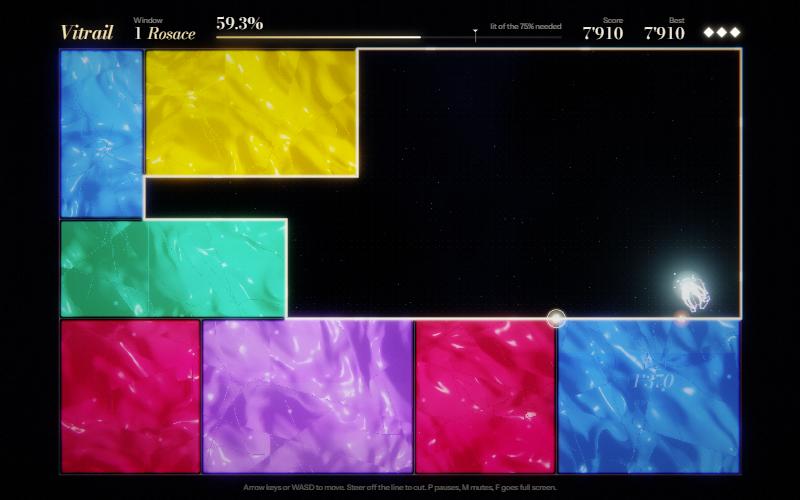 Vitrail
Window
1 Rosace
59.3%
lit of the 75% needed
Score
7'910
Best
7'910
1'370
Arrow keys or WASD to move. Steer off the line to cut. P pauses, M mutes, F goes full screen.